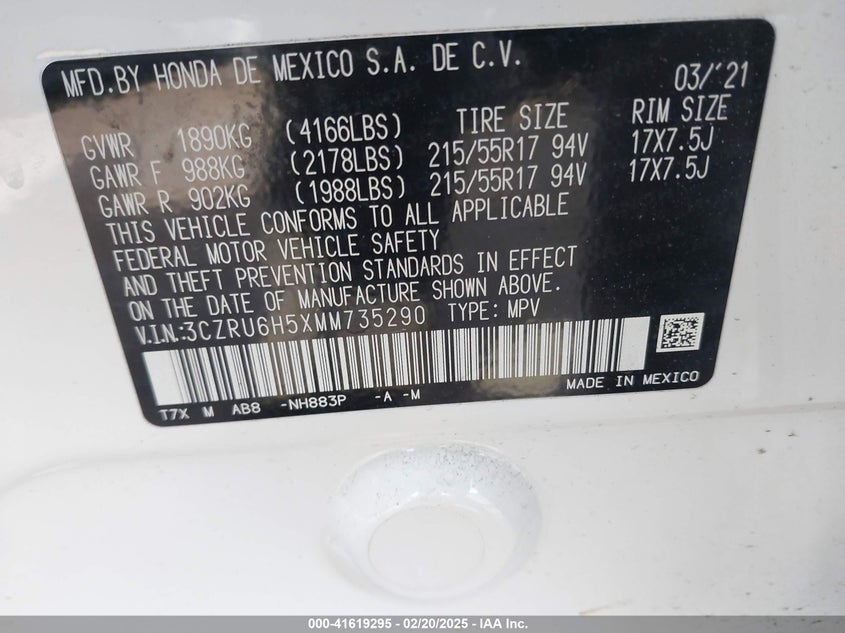 MFD.BY HONDA DE MEXICO S.A. DE C.V. 03/'21
GVWR 1890KG (4166LBS) TIRE SIZE RIM SIZE
GAWR F 988KG (2178LBS) 215/55R17 94V 17X7.5J
GAWR R 902KG (1988LBS) 215/55R17 94V 17X7.5J
THIS VEHICLE CONFORMS TO ALL APPLICABLE
FEDERAL MOTOR VEHICLE SAFETY
AND THEFT PREVENTION STANDARDS IN EFFECT
ON THE DATE OF MANUFACTURE SHOWN ABOVE.
V.I.N.:3CZRU6H5XMM735290 TYPE: MPV
T7X M AB8 -NH883P -A -M MADE IN MEXICO
000-41619295 - 02/20/2025 - IAA Inc.